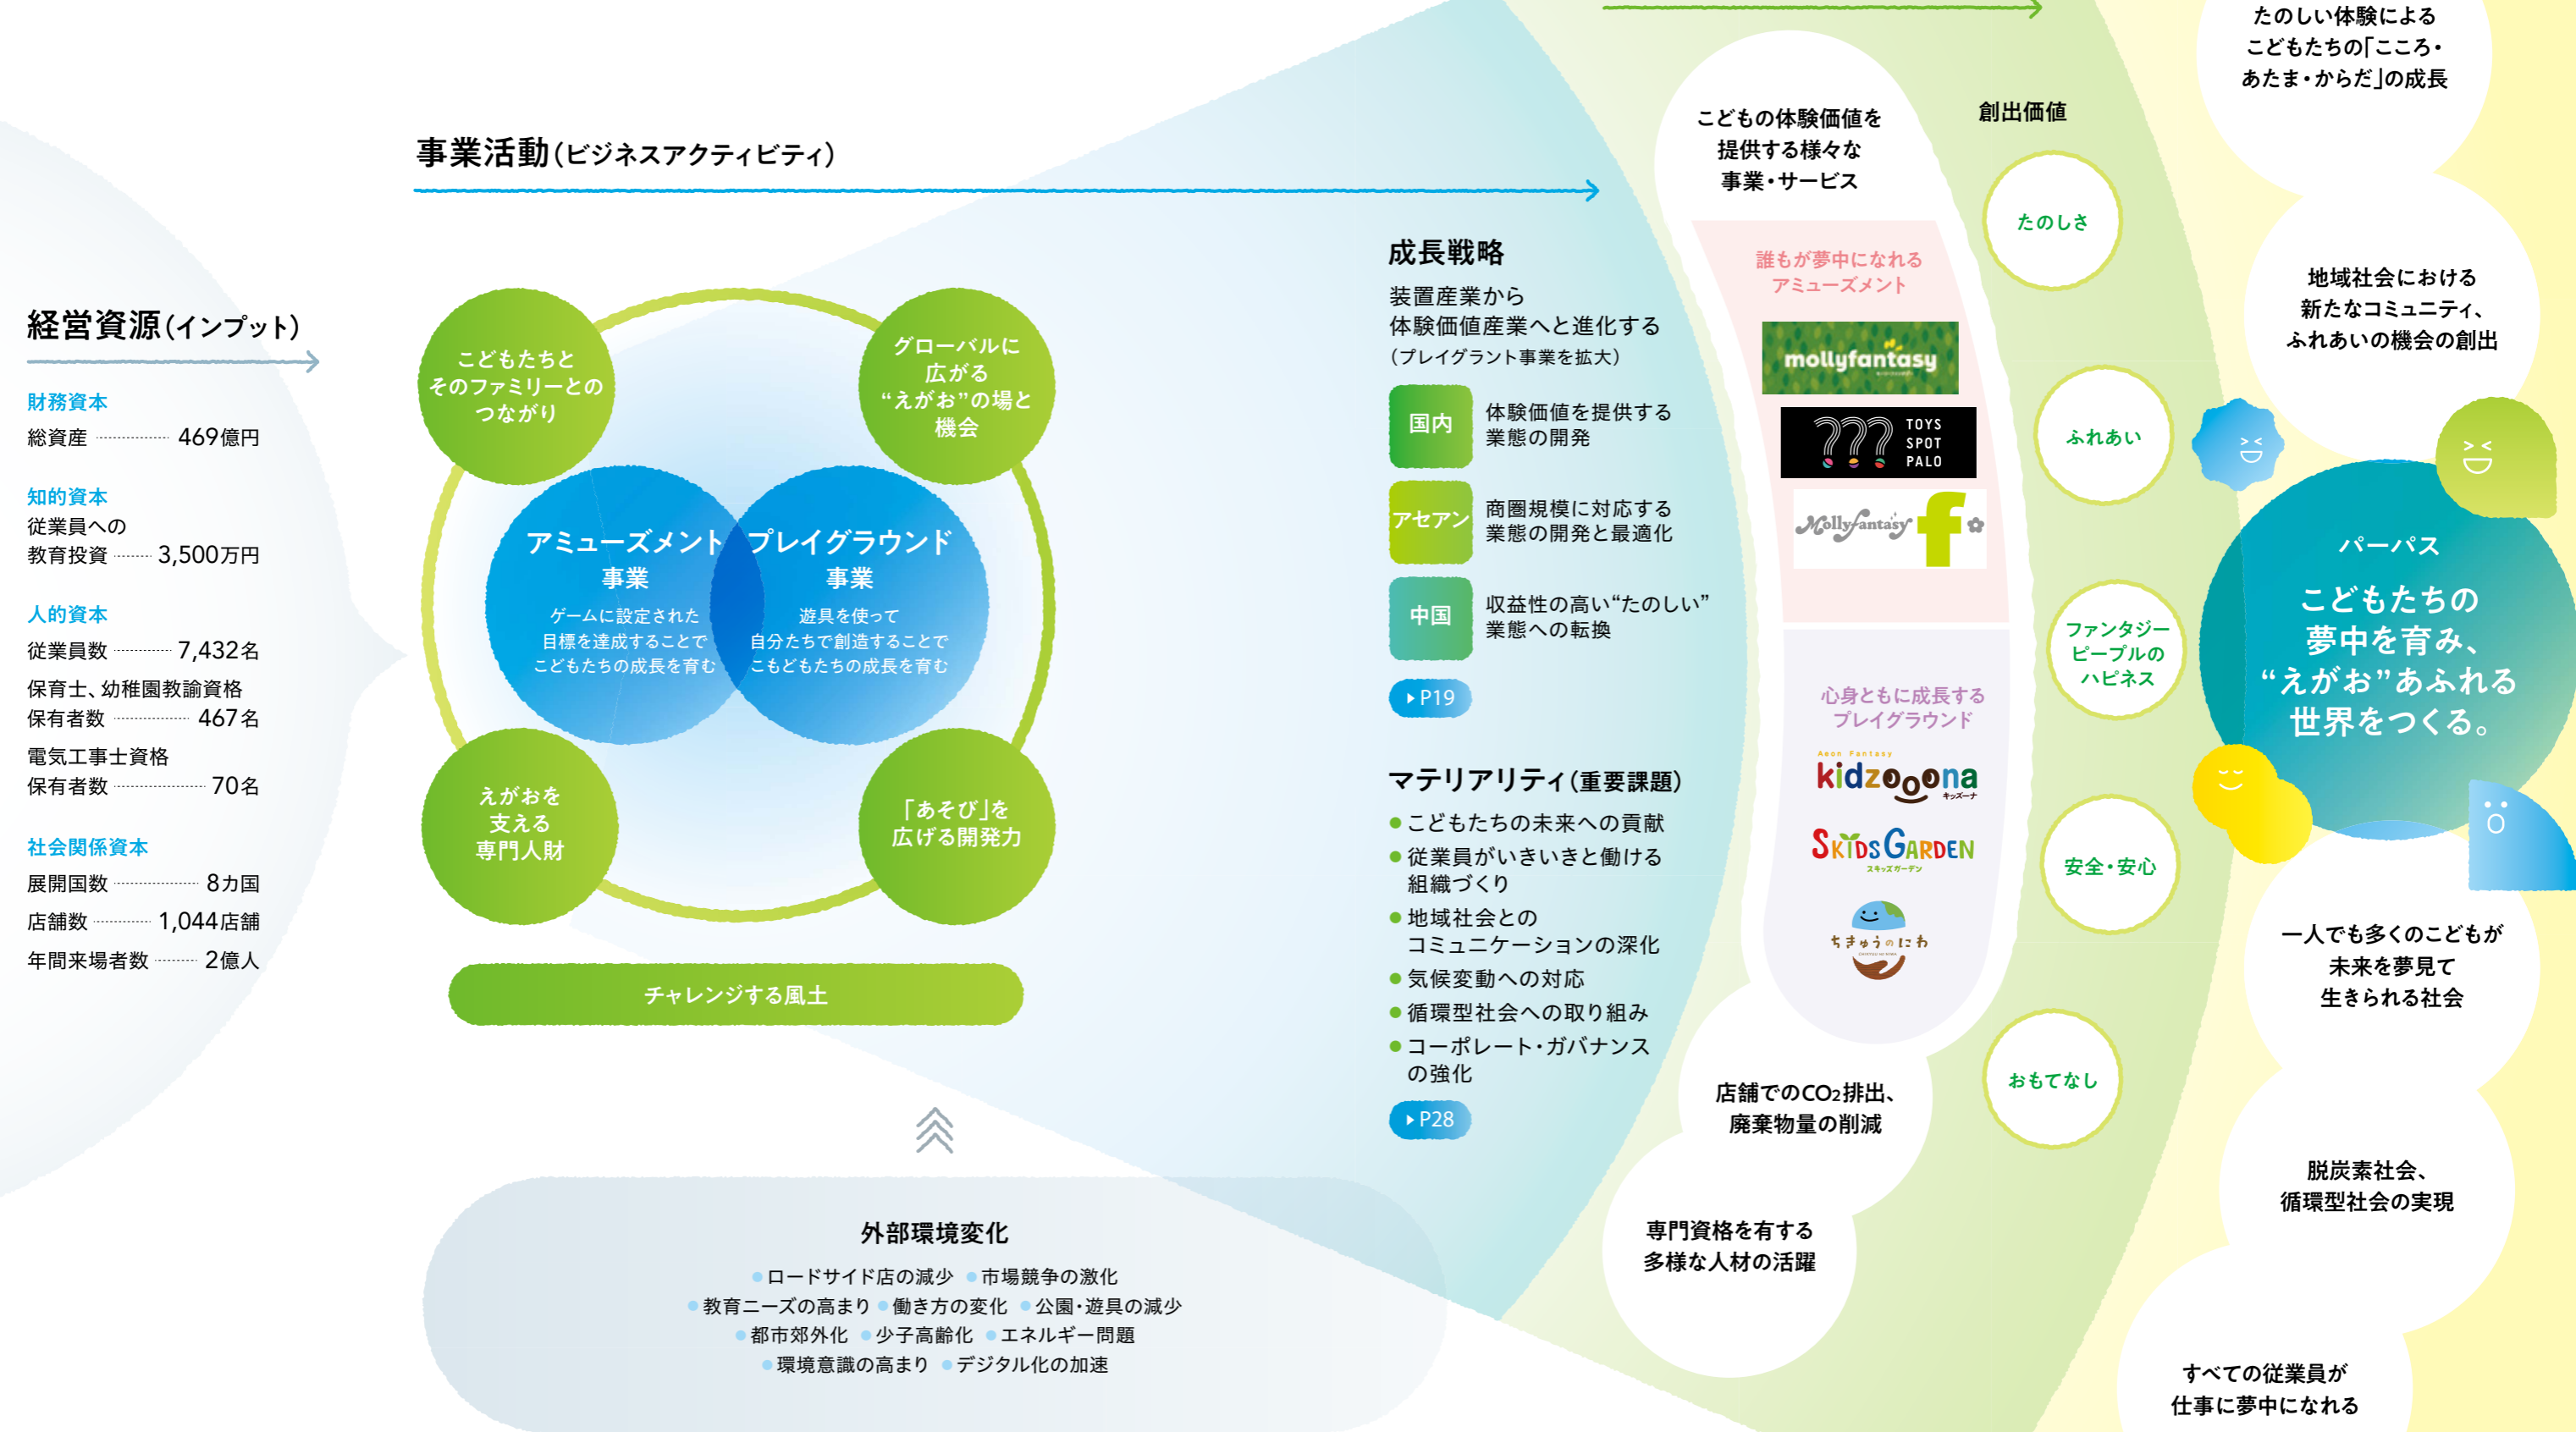 経営資源(インプット)
財務資本
総資産 469億円
知的資本
従業員への
教育投資 3,500万円
人的資本
従業員数 7,432名
保育士、幼稚園教諭資格
保有者数 467名
電気工事士資格
保有者数 70名
社会関係資本
展開国数 8カ国
店舗数 1,044店舗
年間来場者数 2億人
事業活動(ビジネスアクティビティ)
こどもたちと
そのファミリーとの
つながり
グローバルに
広がる
“えがお”の場と
機会
アミューズメント
事業
ゲームに設定された
目標を達成することで
こどもたちの成長を育む
プレイグラウンド
事業
遊具を使って
自分たちで創造することで
こもどもたちの成長を育む
えがおを
支える
専門人財
「あそび」を
広げる開発力
チャレンジする風土
外部環境変化
●ロードサイド店の減少 ●市場競争の激化
●教育ニーズの高まり ●働き方の変化 ●公園・遊具の減少
●都市郊外化 ●少子高齢化 ●エネルギー問題
●環境意識の高まり ●デジタル化の加速
成長戦略
装置産業から
体験価値産業へと進化する
(プレイグラント事業を拡大)
国内
体験価値を提供する
業態の開発
アセアン
商圏規模に対応する
業態の開発と最適化
中国
収益性の高い“たのしい”
業態への転換
P19
マテリアリティ(重要課題)
●こどもたちの未来への貢献
●従業員がいきいきと働ける
組織づくり
●地域社会との
コミュニケーションの深化
●気候変動への対応
●循環型社会への取り組み
●コーポレート・ガバナンス
の強化
P28
こどもの体験価値を
提供する様々な
事業・サービス
誰もが夢中になれる
アミューズメント
mollyfantasy
???
TOYS
SPOT
PALO
Mollyfantasy f
心身ともに成長する
プレイグラウンド
Aeon Fantasy
kidzooona
キッズーナ
SKIDSGARDEN
スキッズガーデン
ちきゅうのにわ
店舗でのCO₂排出、
廃棄物量の削減
専門資格を有する
多様な人材の活躍
創出価値
たのしさ
ふれあい
ファンタジー
ピープルの
ハピネス
安全・安心
おもてなし
たのしい体験による
こどもたちの「こころ・
あたま・からだ」の成長
地域社会における
新たなコミュニティ、
ふれあいの機会の創出
パーパス
こどもたちの
夢中を育み、
“えがお”あふれる
世界をつくる。
一人でも多くのこどもが
未来を夢見て
生きられる社会
脱炭素社会、
循環型社会の実現
すべての従業員が
仕事に夢中になれる